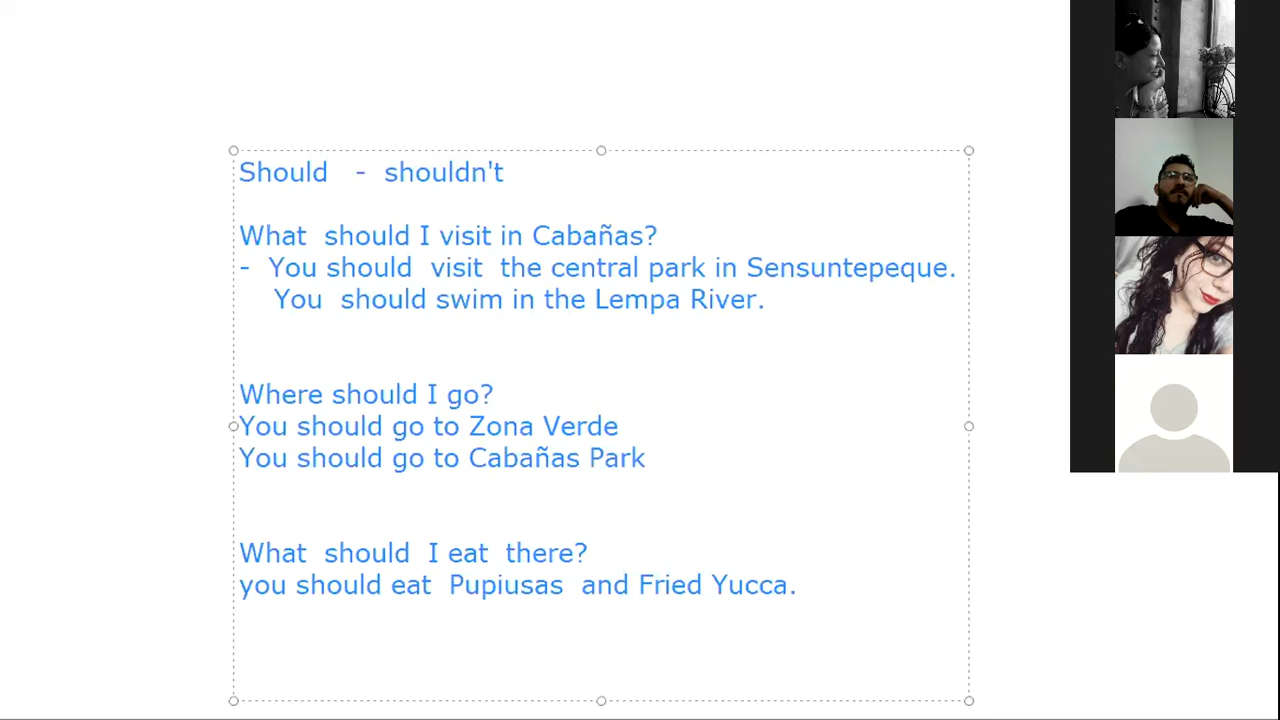 Should - shouldn't
What should I visit in Cabañas?
- You should visit the central park in Sensuntepeque.
You should swim in the Lempa River.
Where should I go?
You should go to Zona Verde
You should go to Cabañas Park
What should I eat there?
you should eat Pupiusas and Fried Yucca.